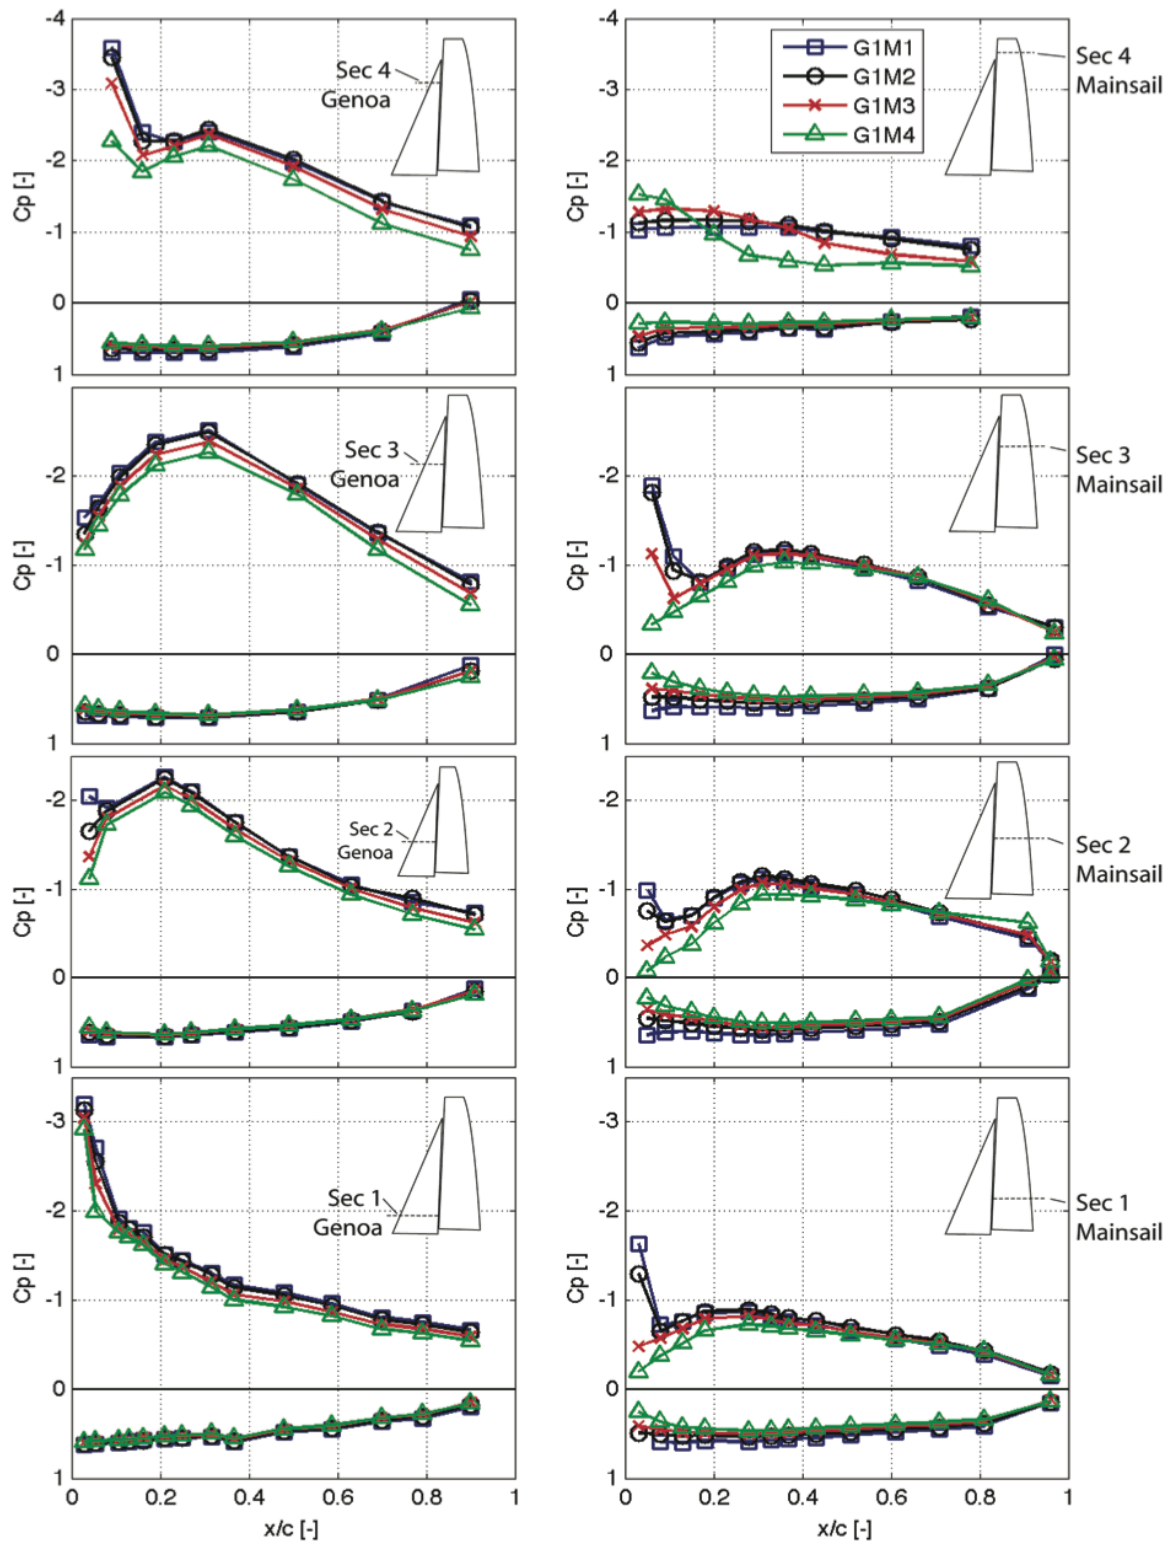 -4
-3
-2
-1
0
1
Cp [-]
Sec 4
Genoa
-4
-3
-2
-1
0
1
Cp [-]
G1M1
G1M2
G1M3
G1M4
Sec 4
Mainsail
-2
-1
0
1
Cp [-]
Sec 3
Genoa
-2
-1
0
1
Cp [-]
Sec 3
Mainsail
-2
-1
0
1
Cp [-]
Sec 2
Genoa
-2
-1
0
1
Cp [-]
Sec 2
Mainsail
-3
-2
-1
0
1
Cp [-]
Sec 1
Genoa
0 0.2 0.4 0.6 0.8 1
x/c [-]
-3
-2
-1
0
1
Cp [-]
Sec 1
Mainsail
0 0.2 0.4 0.6 0.8 1
x/c [-]